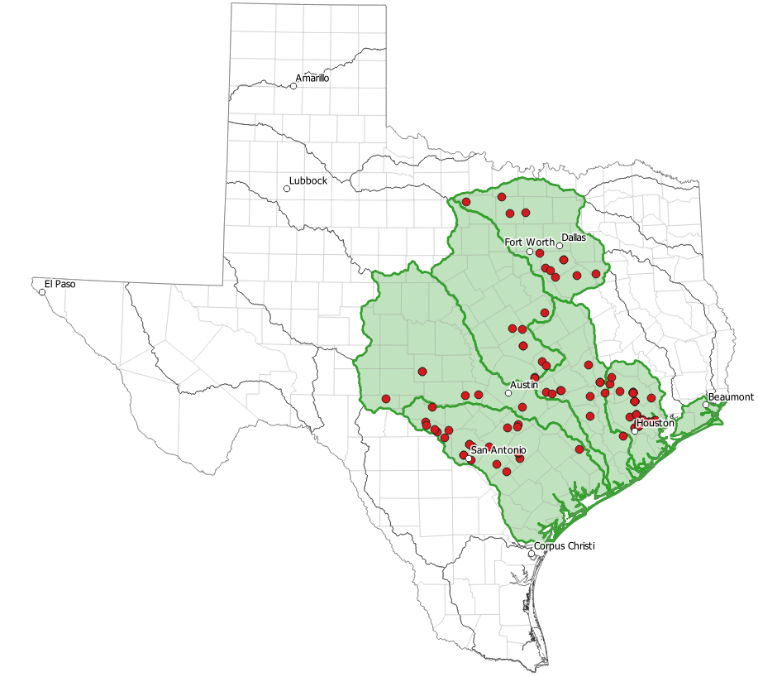 Amarillo
Lubbock
Fort Worth
Dallas
El Paso
Austin
Beaumont
Houston
San Antonio
Corpus Christi